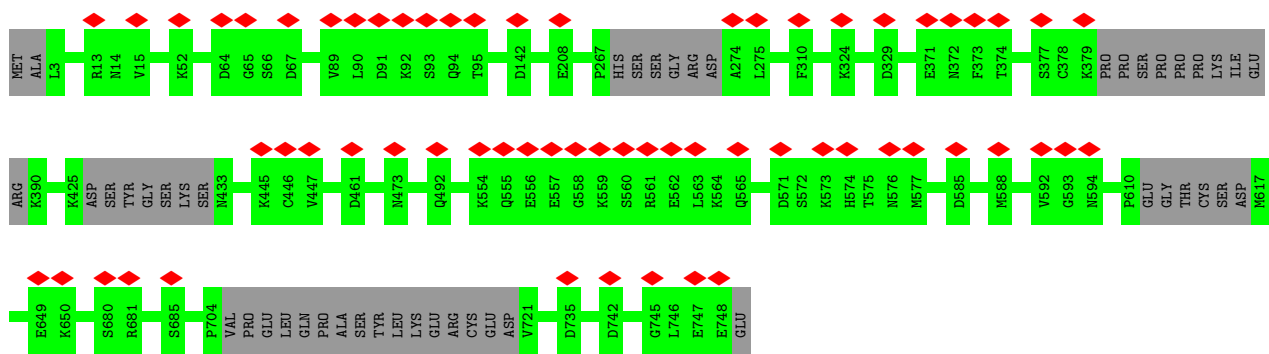 MET ALA L3 R13 N14 V15 K52 D64 G65 S66 D67 V89 L90 D91 K92 S93 Q94 T95 D142 E208 P267 HIS SER SER GLY ARG ASP A274 L275 F310 K324 D329 E371 N372 F373 T374 S377 C378 K379 PRO PRO SER PRO PRO PRO LYS ILE GLU
ARG K390 K425 ASP SER TYR GLY SER LYS SER N433 K445 C446 V447 D461 N473 Q492 K554 Q555 E556 E557 G558 K559 S560 R561 E562 L563 K564 Q565 D571 S572 K573 H574 T575 N576 M577 D585 M588 V592 G593 N594 P610 GLU GLY THR CYS SER ASP M617
E649 K650 S680 R681 S685 P704 VAL PRO GLU LEU GLN PRO ALA SER TYR LEU LYS GLU ARG CYS GLU ASP V721 D735 D742 G745 L746 E747 E748 GLU